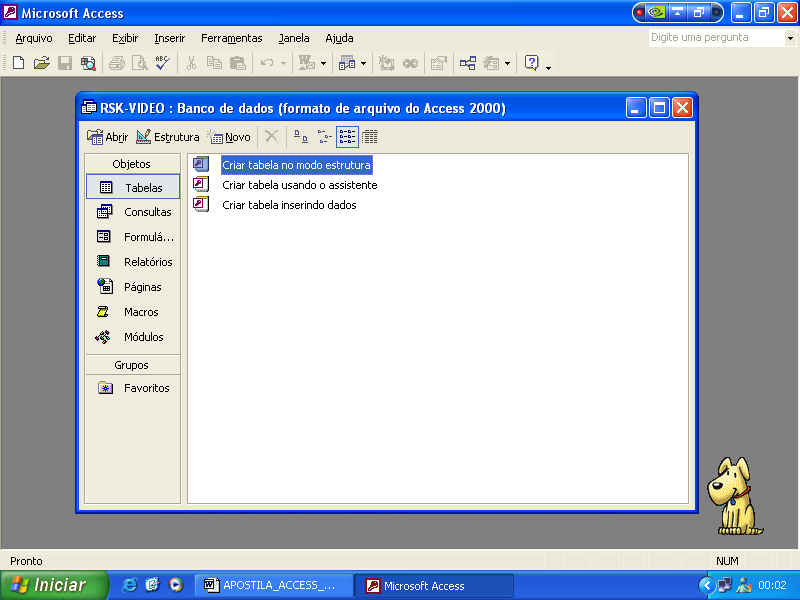 Microsoft Access
Arquivo Editar Exibir Inserir Ferramentas Janela Ajuda
Digite uma pergunta
RSK-VIDEO : Banco de dados (formato de arquivo do Access 2000)
Abrir Estrutura Novo
Objetos
Tabelas
Consultas
Formulá...
Relatórios
Páginas
Macros
Módulos
Grupos
Favoritos
Criar tabela no modo estrutura
Criar tabela usando o assistente
Criar tabela inserindo dados
Pronto
NUM
Iniciar
APOSTILA_ACCESS_...
Microsoft Access
00:02